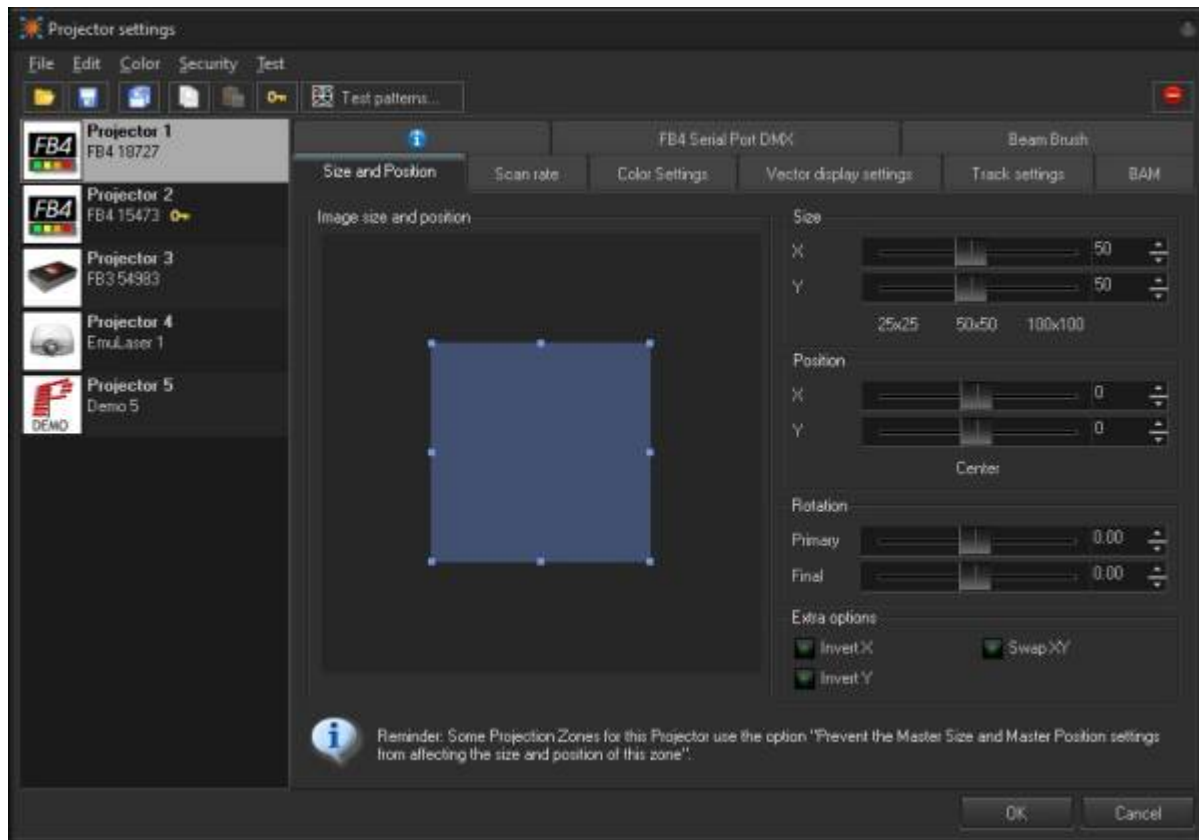 Projector settings
File Edit Color Security Test
Test patterns...
FB4
Projector 1
FB4 18727
FB4
Projector 2
FB4 15473
Projector 3
FB3 54983
Projector 4
EmuLaser 1
DEMO
Projector 5
Demo 5
FB4 Serial Port DMX Beam Brush
Size and Position Scan rate Color Settings Vector display settings Track settings BAM
Image size and position
Size
X 50
Y 50
25x25 50x50 100x100
Position
X 0
Y 0
Center
Rotation
Primary 0.00
Final 0.00
Extra options
Invert X Swap XY
Invert Y
Reminder: Some Projection Zones for this Projector use the option "Prevent the Master Size and Master Position settings
from affecting the size and position of this zone".
OK Cancel